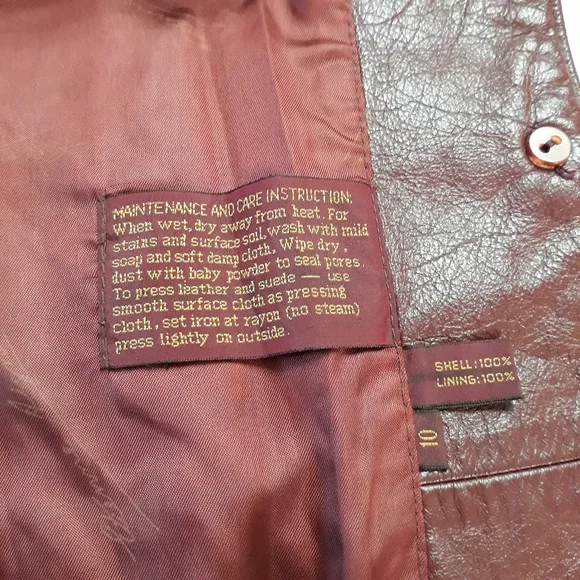 MAINTENANCE AND CARE INSTRUCTION:
When wet, dry away from heat. For
stains and surface soil, wash with mild
soap and soft damp cloth, Wipe dry,
dust with baby powder to seal pores.
To press leather and suede — use
smooth surface cloth as pressing
cloth, set iron at rayon (no steam)
press lightly on outside.
SHELL:100%
LINING:100%
10